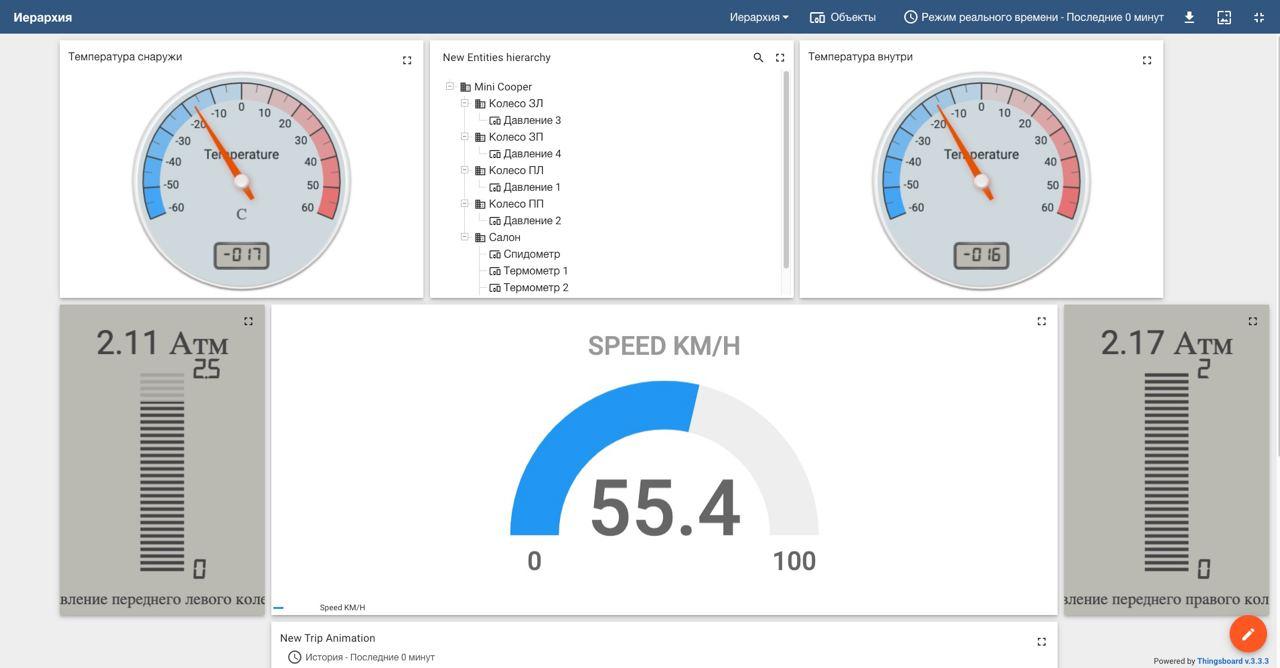 Иерархия
Иерархия
Объекты
Режим реального времени - Последние 0 минут
Температура снаружи
-60
-50
-40
-30
-20
-10
0
10
20
30
40
50
60
Temperature
C
-017
New Entities hierarchy
Mini Cooper
Колесо ЗЛ
Давление 3
Колесо ЗП
Давление 4
Колесо ПЛ
Давление 1
Колесо ПП
Давление 2
Салон
Спидометр
Термометр 1
Термометр 2
Температура внутри
-60
-50
-40
-30
-20
-10
0
10
20
30
40
50
60
Temperature
-016
2.11 Атм
2.5
0
вление переднего левого коле
SPEED KM/H
55.4
0
100
Speed KM/H
2.17 Атм
2
0
вление переднего правого кол
New Trip Animation
История - Последние 0 минут
Powered by Thingsboard v.3.3.3